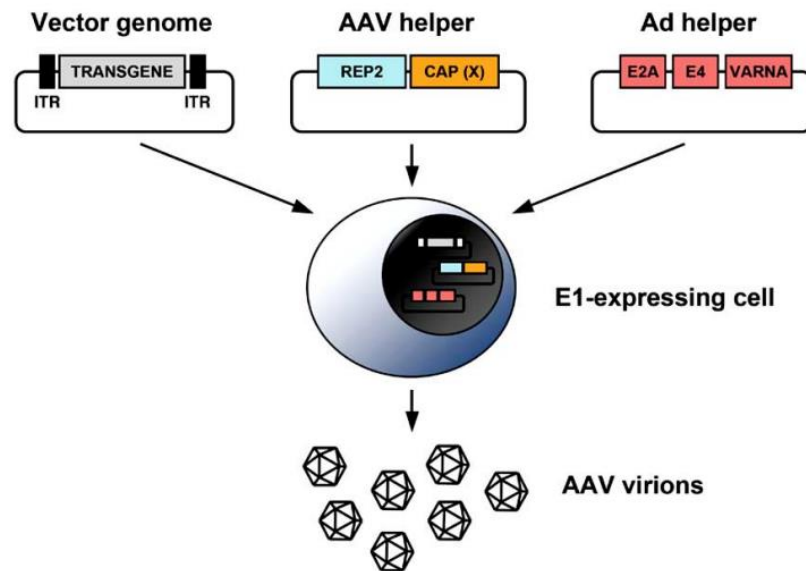 Vector genome
AAV helper
Ad helper
TRANSGENE
REP2
CAP (X)
E2A
E4
VARNA
ITR
ITR
E1-expressing cell
AAV virions